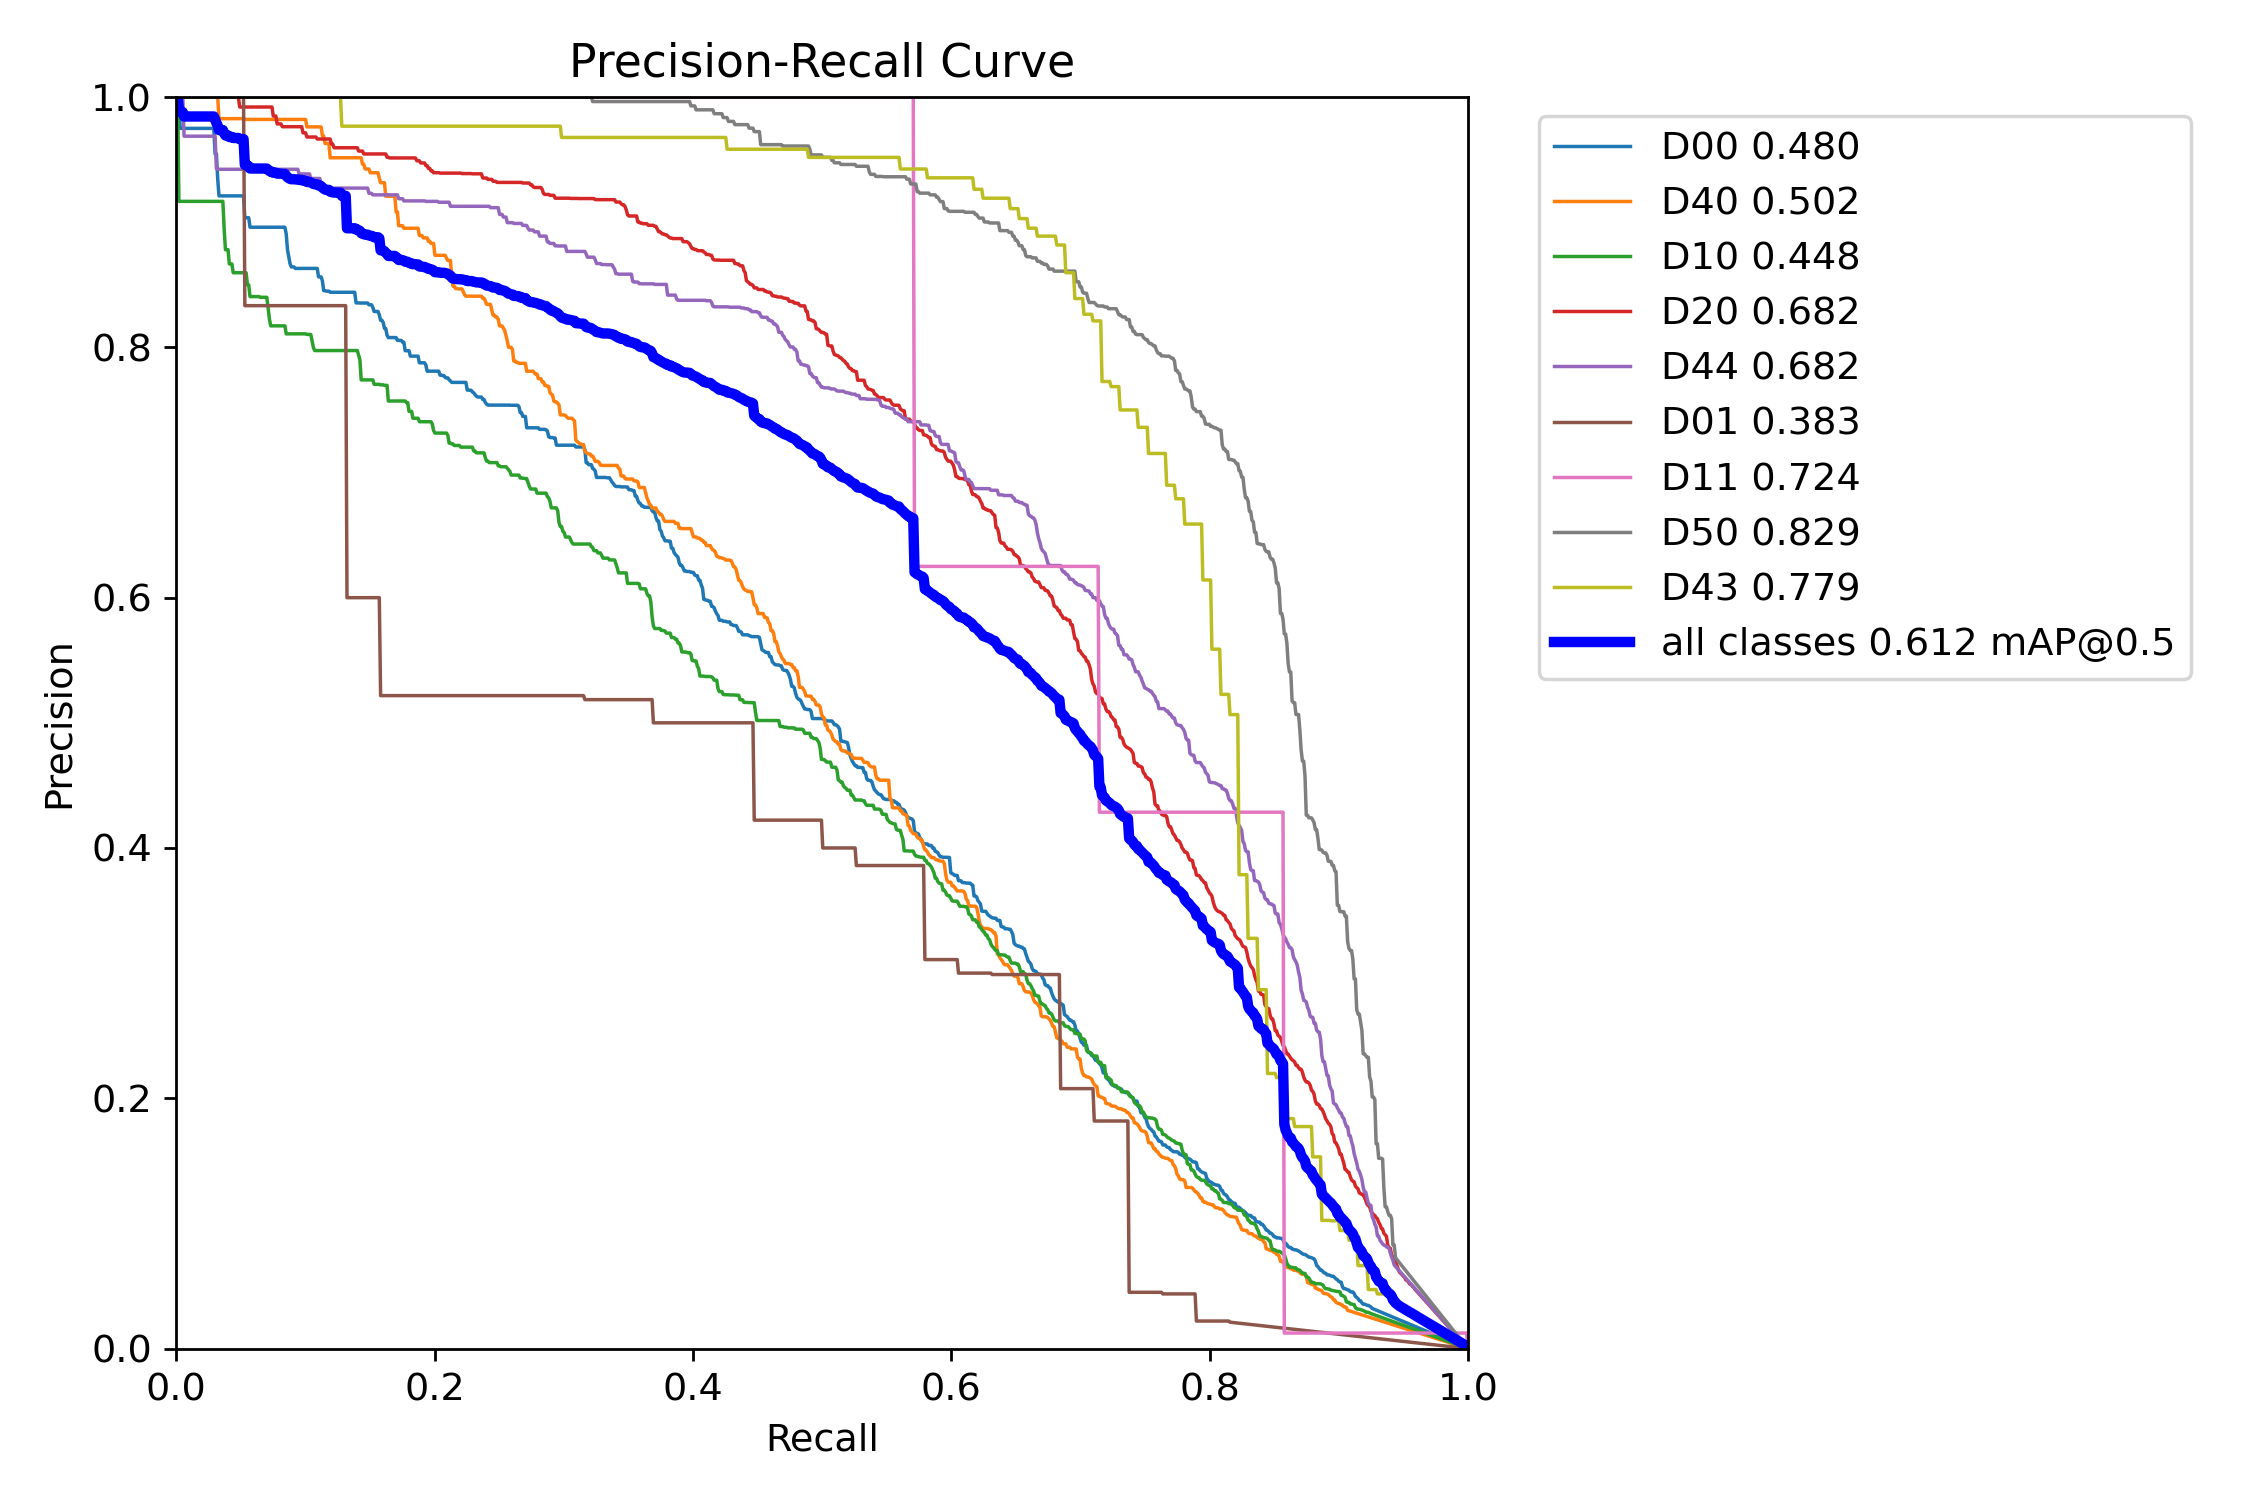 Precision-Recall Curve
1.0
0.8
0.6
0.4
0.2
0.0
Precision
0.0 0.2 0.4 0.6 0.8 1.0
Recall
D00 0.480
D40 0.502
D10 0.448
D20 0.682
D44 0.682
D01 0.383
D11 0.724
D50 0.829
D43 0.779
all classes 0.612 mAP@0.5